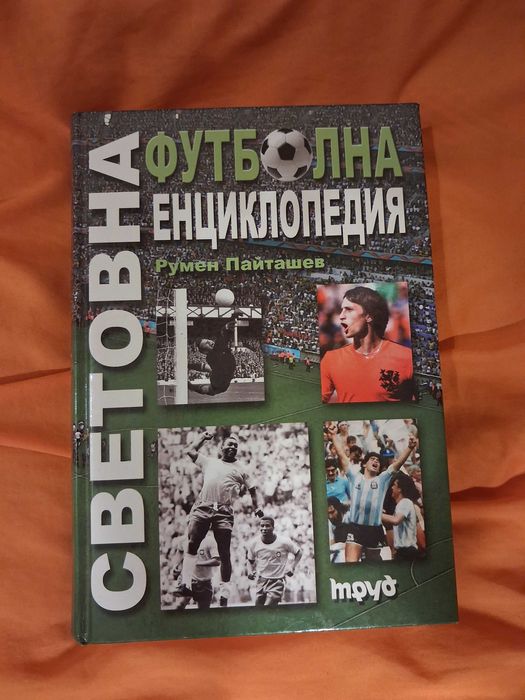 СВЕТОВНА
ФУТБОЛНА
ЕНЦИКЛОПЕДИЯ
Румен Пайташев
труд